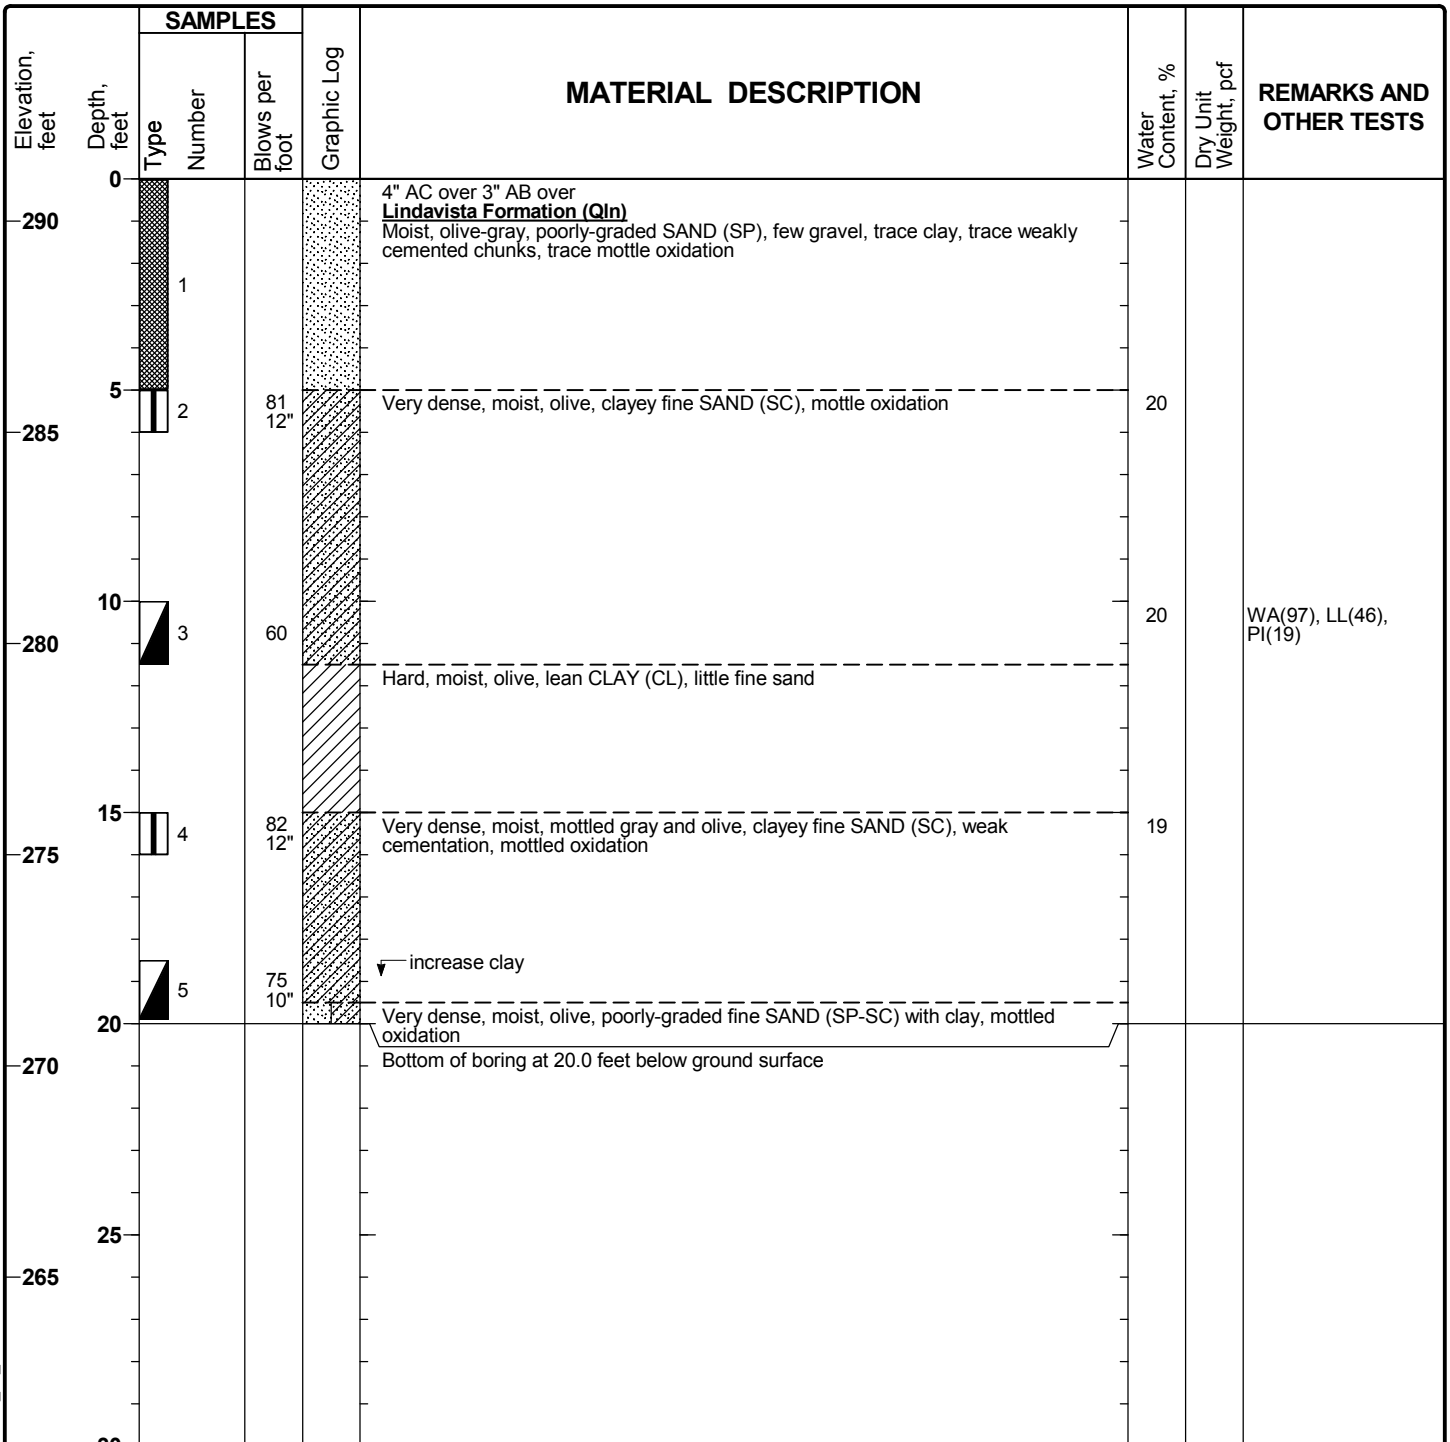 SAMPLES
Elevation,
feet
Depth,
feet
Type
Number
Blows per
foot
Graphic Log
MATERIAL DESCRIPTION
Water
Content, %
Dry Unit
Weight, pcf
REMARKS AND
OTHER TESTS
0
4" AC over 3" AB over
290
Lindavista Formation (Qln)
Moist, olive-gray, poorly-graded SAND (SP), few gravel, trace clay, trace weakly
cemented chunks, trace mottle oxidation
1
5
2
81
12"
Very dense, moist, olive, clayey fine SAND (SC), mottle oxidation
20
285
10
3
60
20
WA(97), LL(46),
PI(19)
280
Hard, moist, olive, lean CLAY (CL), little fine sand
15
4
82
12"
Very dense, moist, mottled gray and olive, clayey fine SAND (SC), weak
cementation, mottled oxidation
19
275
increase clay
5
75
10"
20
Very dense, moist, olive, poorly-graded fine SAND (SP-SC) with clay, mottled
oxidation
Bottom of boring at 20.0 feet below ground surface
270
25
265